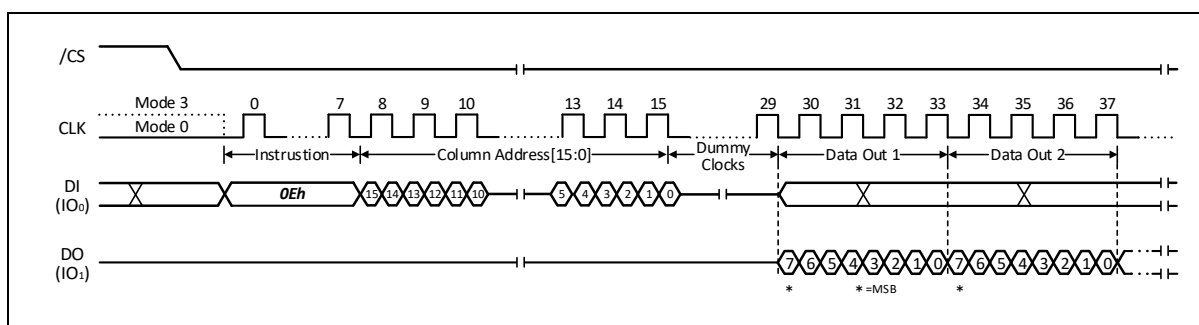 /CS
Mode 3 0 7 8 9 10 13 14 15 29 30 31 32 33 34 35 36 37
CLK Mode 0
Instrustion Column Address[15:0] Dummy Clocks Data Out 1 Data Out 2
DI
(IO0) 0Eh 15 14 13 12 11 10 5 4 3 2 1 0
DO
(IO1) 7 6 5 4 3 2 1 0 7 6 5 4 3 2 1 0
* * =MSB *